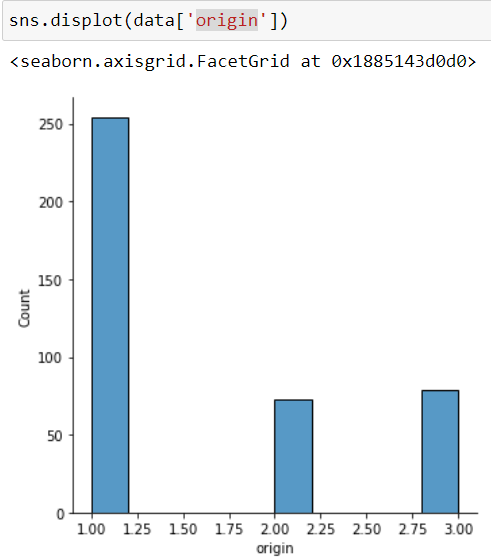 sns.displot(data['origin'])
<seaborn.axisgrid.FacetGrid at 0x1885143d0d0>
250
200
150
100
50
0
Count
1.00 1.25 1.50 1.75 2.00 2.25 2.50 2.75 3.00
origin